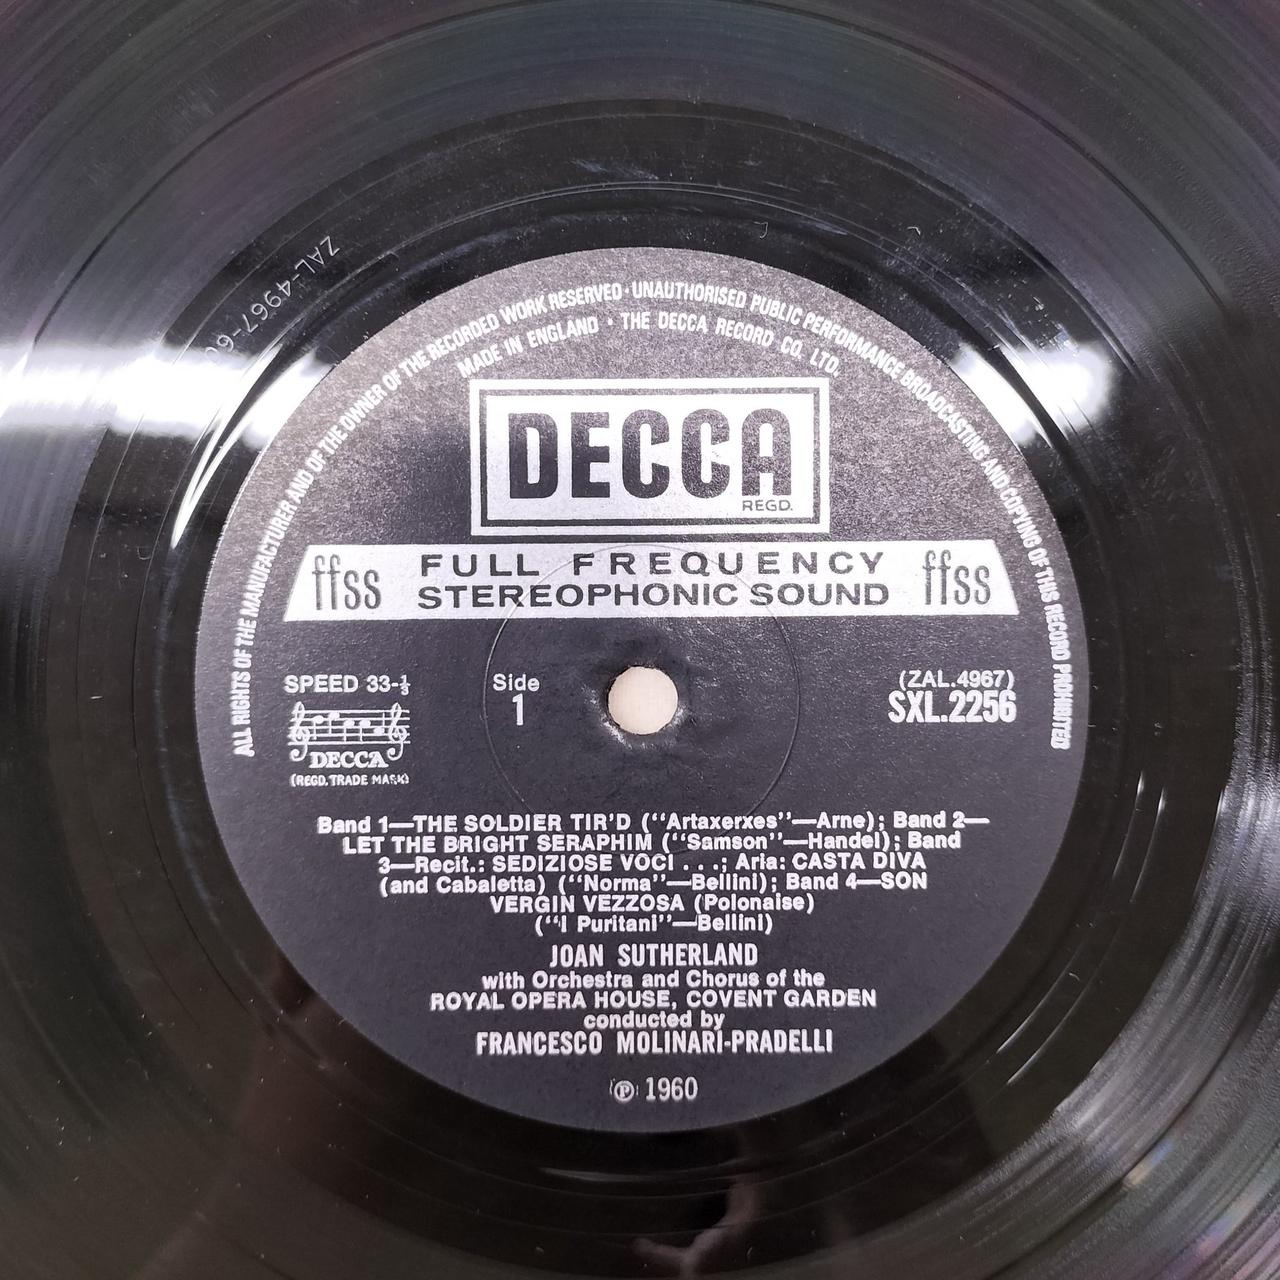 ALL RIGHTS OF THE MANUFACTURER AND OF THE OWNER OF THE RECORDED WORK RESERVED · UNAUTHORISED PUBLIC PERFORMANCE BROADCASTING AND COPYING OF THIS RECORD PROHIBITED
MADE IN ENGLAND · THE DECCA RECORD CO. LTD.
ZAL-4967-6
DECCA
REGD.
ffss FULL FREQUENCY ffss
STEREOPHONIC SOUND
SPEED 33-⅓
Side
1
(ZAL.4967)
SXL.2256
DECCA
(REGD. TRADE MARK)
Band 1—THE SOLDIER TIR'D (“Artaxerxes”—Arne); Band 2—
LET THE BRIGHT SERAPHIM (“Samson”—Handel); Band
3—Recit.: SEDIZIOSE VOCI . . .; Aria: CASTA DIVA
(and Cabaletta) (“Norma”—Bellini); Band 4—SON
VERGIN VEZZOSA (Polonaise)
(“I Puritani”—Bellini)
JOAN SUTHERLAND
with Orchestra and Chorus of the
ROYAL OPERA HOUSE, COVENT GARDEN
conducted by
FRANCESCO MOLINARI-PRADELLI
℗ 1960